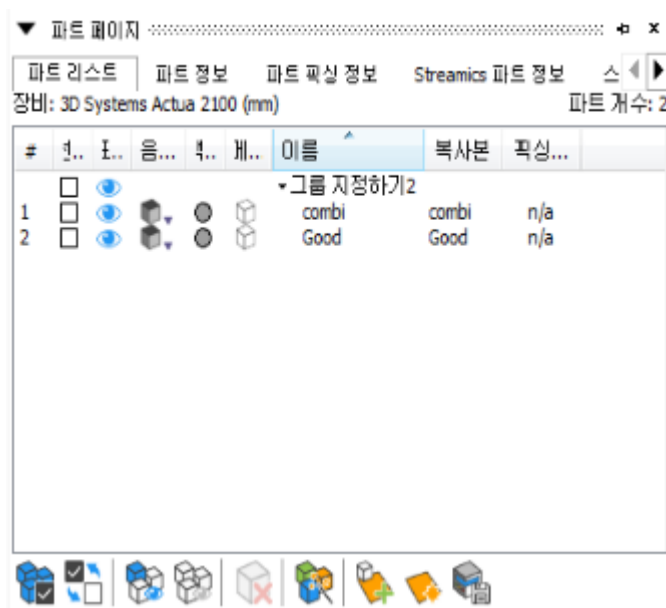 파트 페이지
파트 리스트 파트 정보 파트 픽싱 정보 Streamics 파트 정보 스
장비: 3D Systems Actua 2100 (mm) 파트 개수: 2
# 음... 이름 복사본 픽싱...
그룹 지정하기2
1 combi combi n/a
2 Good Good n/a